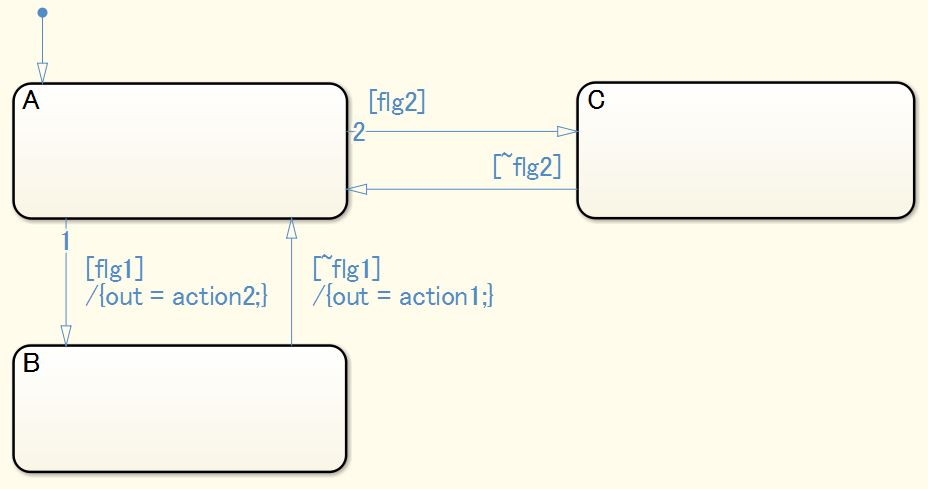 A
[flg2]
C
2
[~flg2]
1
[flg1]
/{out = action2;}
[~flg1]
/{out = action1;}
B